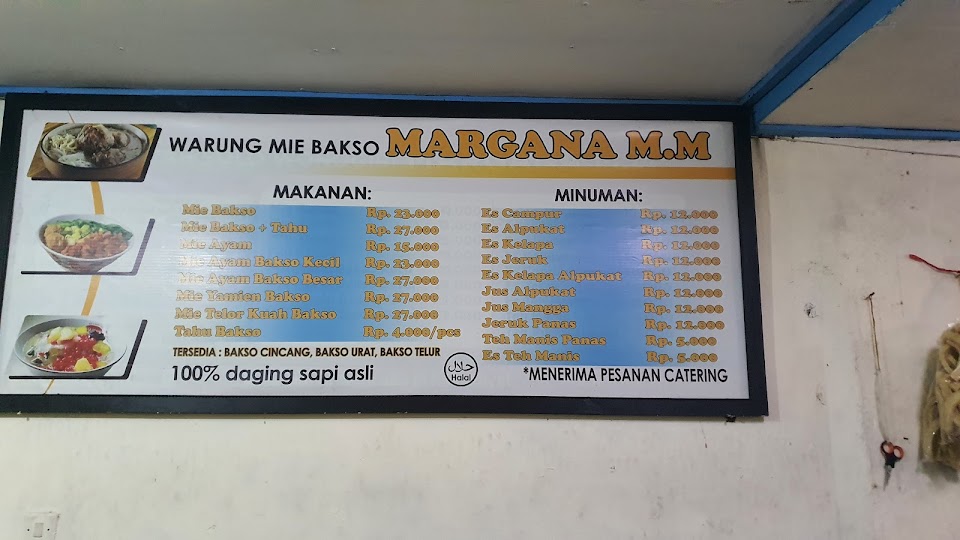 WARUNG MIE BAKSO MARGANA M.M
MAKANAN:
Mie Bakso Rp. 23.000
Mie Bakso + Tahu Rp. 27.000
Mie Ayam Rp. 15.000
Mie Ayam Bakso Kecil Rp. 23.000
Mie Ayam Bakso Besar Rp. 27.000
Mie Yamien Bakso Rp. 27.000
Mie Telor Kuah Bakso Rp. 27.000
Tahu Bakso Rp. 4.000/pcs
TERSEDIA : BAKSO CINCANG, BAKSO URAT, BAKSO TELUR
100% daging sapi asli
حلال
Halal
MINUMAN:
Es Campur Rp. 12.000
Es Alpukat Rp. 12.000
Es Kelapa Rp. 12.000
Es Jeruk Rp. 12.000
Es Kelapa Alpukat Rp. 12.000
Jus Alpukat Rp. 12.000
Jus Mangga Rp. 12.000
Jeruk Panas Rp. 12.000
Teh Manis Panas Rp. 5.000
Es Teh Manis Rp. 5.000
*MENERIMA PESANAN CATERING